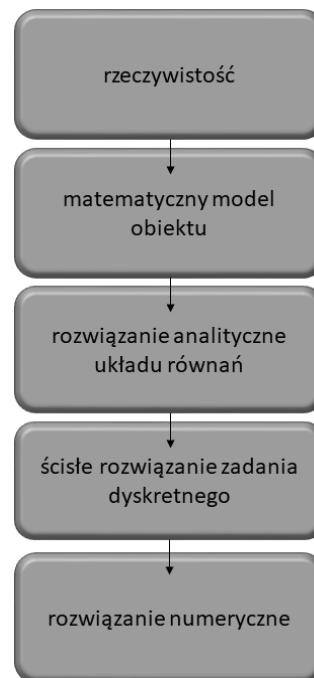 rzeczywistość
matematyczny model
obiektu
rozwiązanie analityczne
układu równań
ścisłe rozwiązanie zadania
dyskretnego
rozwiązanie numeryczne